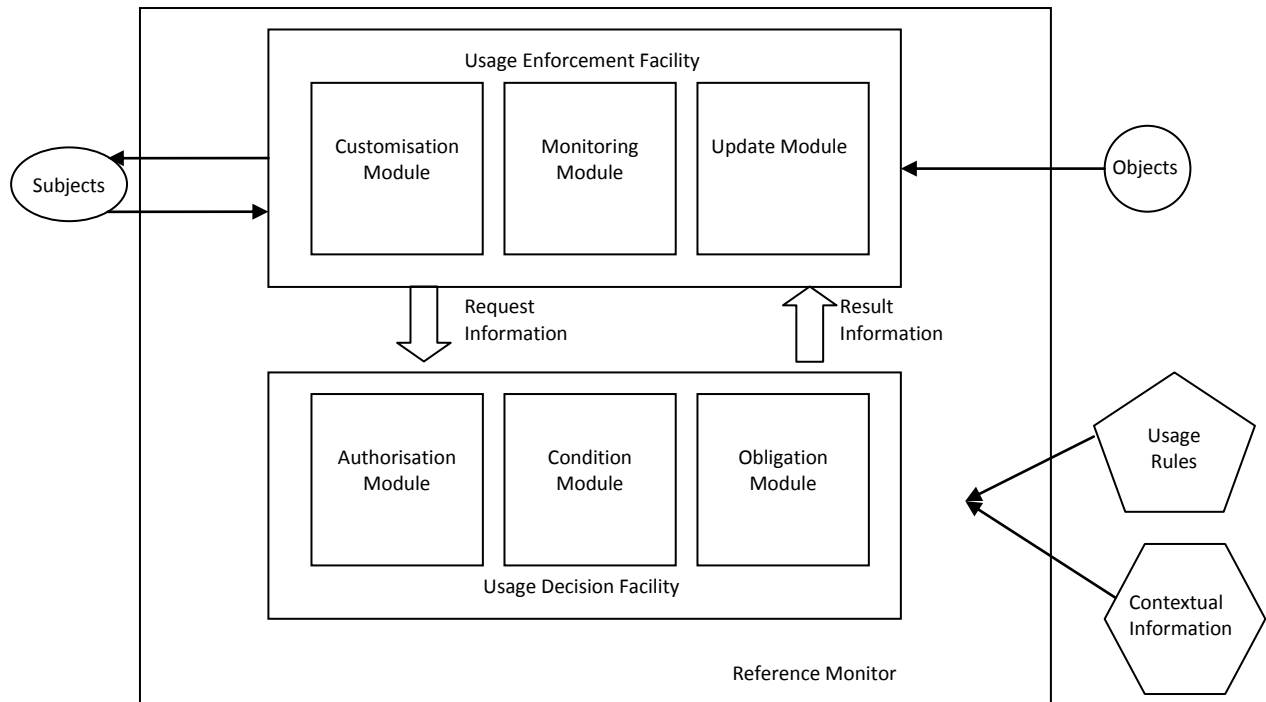 Usage Enforcement Facility
Customisation
Module
Monitoring
Module
Update Module
Subjects
Objects
Request
Information
Result
Information
Authorisation
Module
Condition
Module
Obligation
Module
Usage Decision Facility
Usage
Rules
Contextual
Information
Reference Monitor